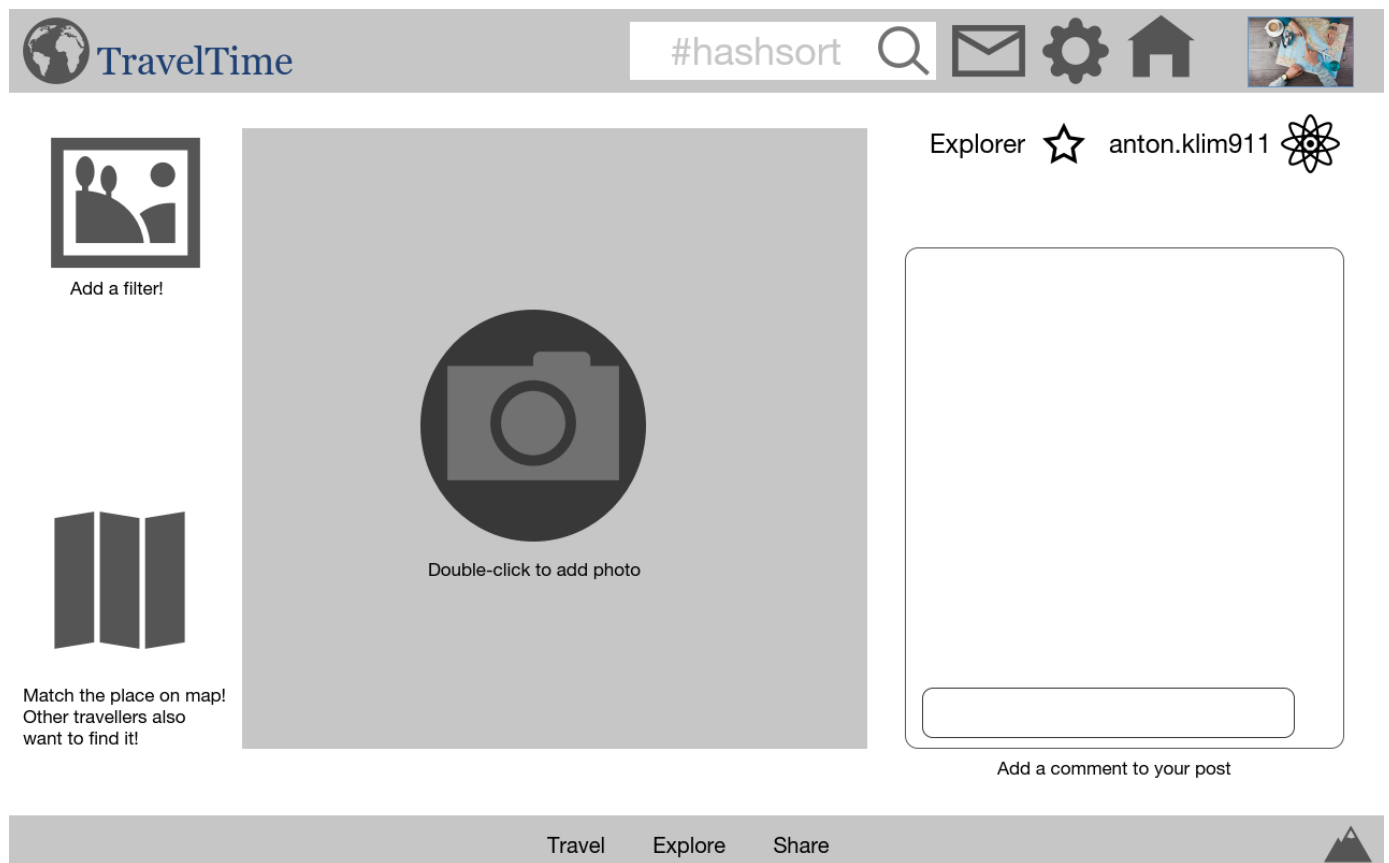 TravelTime
#hashsort
Explorer
anton.klim911
Add a filter!
Double-click to add photo
Match the place on map!
Other travellers also
want to find it!
Add a comment to your post
Travel
Explore
Share